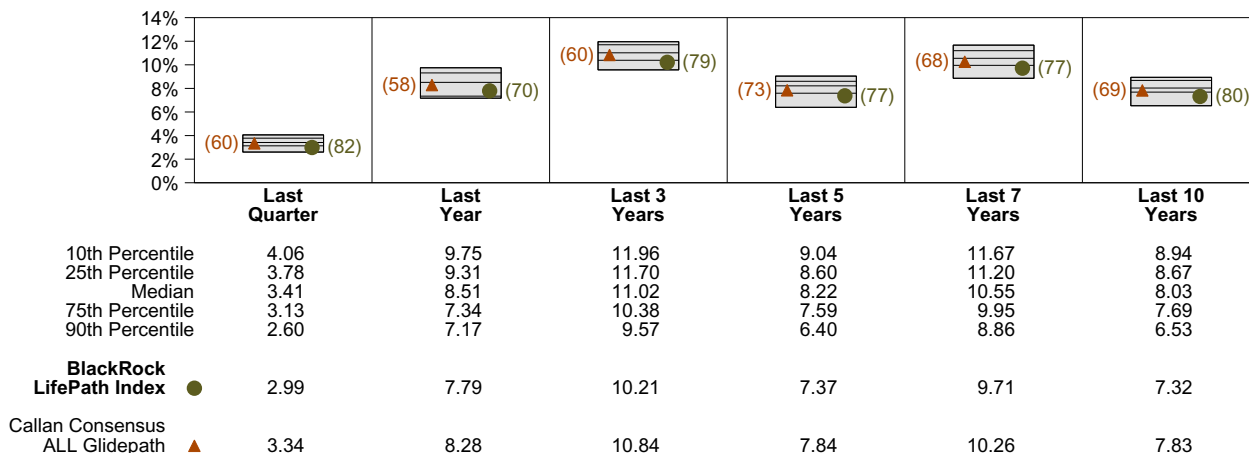 14%
12%
10%
8%
6%
4%
2%
0%
(60) (82)
(58) (70)
(60) (79)
(73) (77)
(68) (77)
(69) (80)
Last Quarter
Last Year
Last 3 Years
Last 5 Years
Last 7 Years
Last 10 Years
10th Percentile 4.06 9.75 11.96 9.04 11.67 8.94
25th Percentile 3.78 9.31 11.70 8.60 11.20 8.67
Median 3.41 8.51 11.02 8.22 10.55 8.03
75th Percentile 3.13 7.34 10.38 7.59 9.95 7.69
90th Percentile 2.60 7.17 9.57 6.40 8.86 6.53
BlackRock
LifePath Index 2.99 7.79 10.21 7.37 9.71 7.32
Callan Consensus
ALL Glidepath 3.34 8.28 10.84 7.84 10.26 7.83